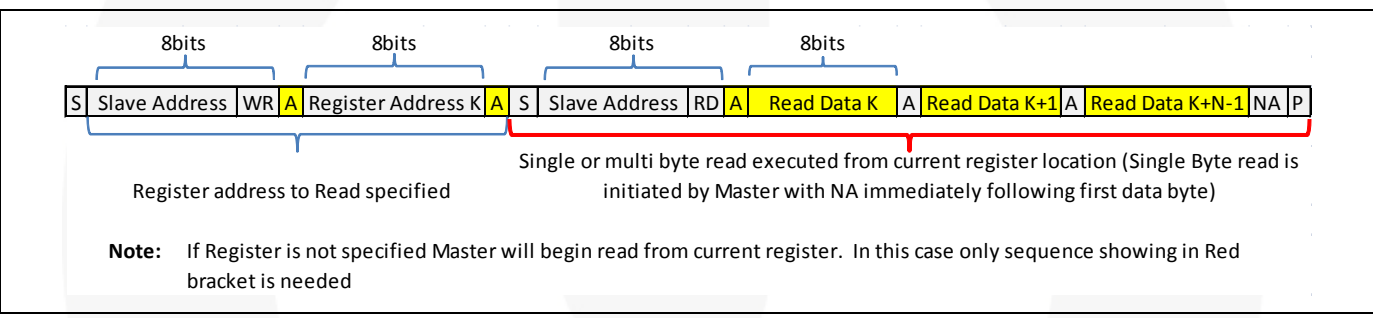 8bits 8bits 8bits 8bits
S Slave Address WR A Register Address K A S Slave Address RD A Read Data K A Read Data K+1 A Read Data K+N-1 NA P
Single or multi byte read executed from current register location (Single Byte read is
Register address to Read specified initiated by Master with NA immediately following first data byte)
Note: If Register is not specified Master will begin read from current register. In this case only sequence showing in Red
bracket is needed